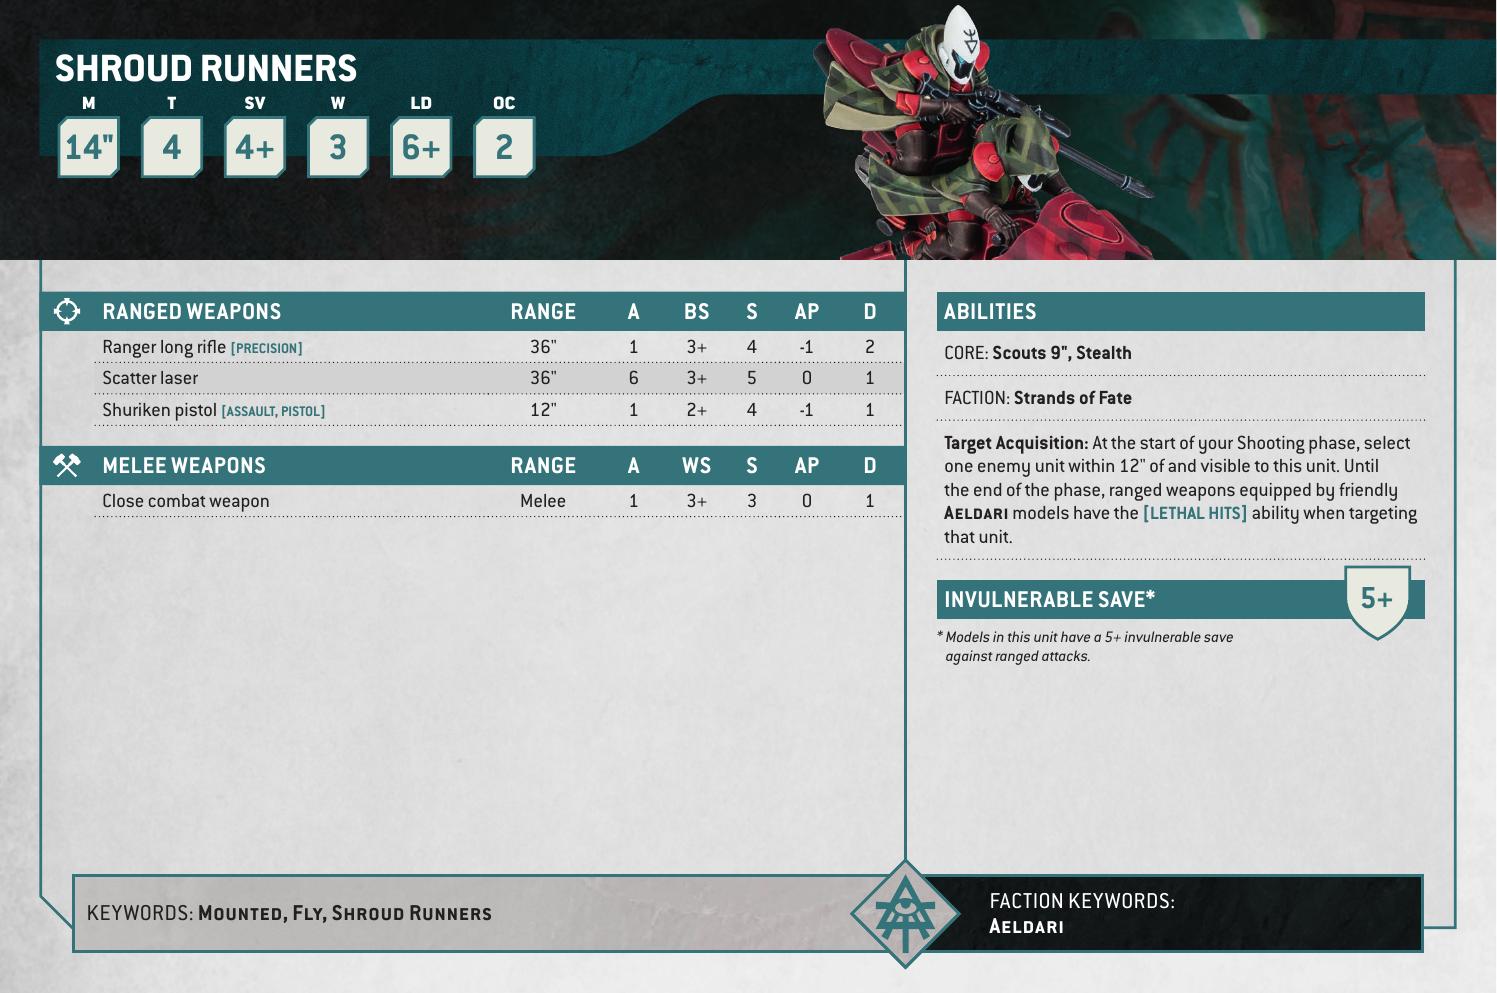 SHROUD RUNNERS
M T SV W LD OC
14" 4 4+ 3 6+ 2
RANGED WEAPONS RANGE A BS S AP D
Ranger long rifle [PRECISION] 36" 1 3+ 4 -1 2
Scatter laser 36" 6 3+ 5 0 1
Shuriken pistol [ASSAULT, PISTOL] 12" 1 2+ 4 -1 1
MELEE WEAPONS RANGE A WS S AP D
Close combat weapon Melee 1 3+ 3 0 1
ABILITIES
CORE: Scouts 9", Stealth
FACTION: Strands of Fate
Target Acquisition: At the start of your Shooting phase, select
one enemy unit within 12" of and visible to this unit. Until
the end of the phase, ranged weapons equipped by friendly
AELDARI models have the [LETHAL HITS] ability when targeting
that unit.
INVULNERABLE SAVE* 5+
* Models in this unit have a 5+ invulnerable save
against ranged attacks.
KEYWORDS: MOUNTED, FLY, SHROUD RUNNERS
FACTION KEYWORDS:
AELDARI